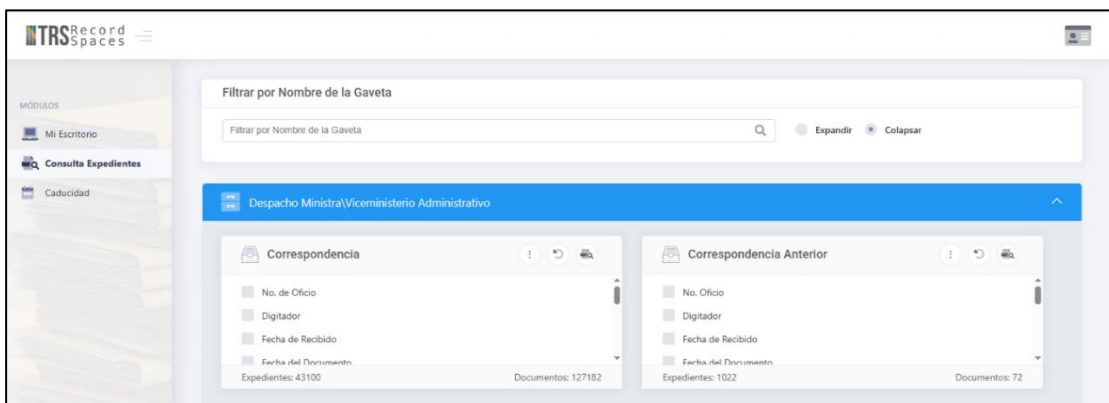 TRS Record Spaces
MÓDULOS
Mi Escritorio
Consulta Expedientes
Caducidad
Filtrar por Nombre de la Gaveta
Filtrar por Nombre de la Gaveta
Expandir Colapsar
Despacho Ministra\Viceministerio Administrativo
Correspondencia
No. de Oficio
Digitador
Fecha de Recibido
Fecha del Documento
Expedientes: 43100 Documentos: 127182
Correspondencia Anterior
No. Oficio
Digitador
Fecha de Recibido
Fecha del Documento
Expedientes: 1022 Documentos: 72